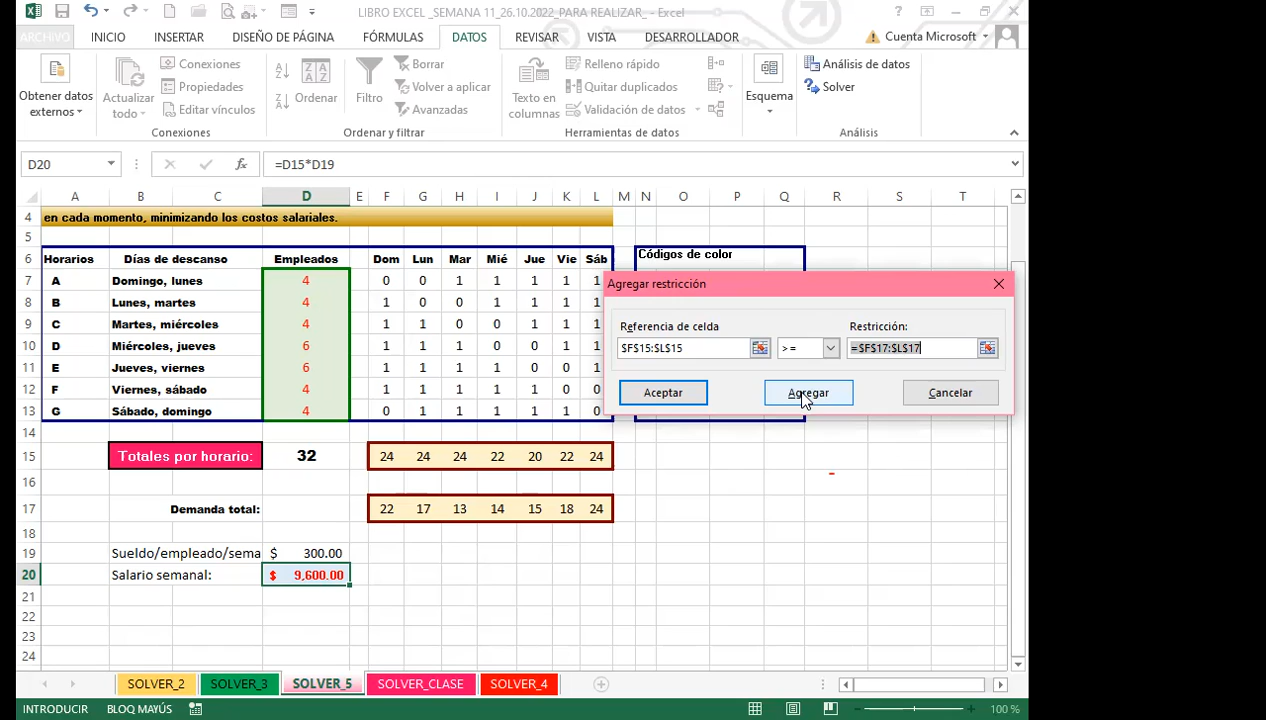 LIBRO EXCEL _SEMANA 11_26.10.2022_PARA REALIZAR_ - Excel
ARCHIVO INICIO INSERTAR DISEÑO DE PÁGINA FÓRMULAS DATOS REVISAR VISTA DESARROLLADOR Cuenta Microsoft
Obtener datos externos
Actualizar todo
Conexiones
Propiedades
Editar vínculos
Conexiones
Ordenar
Filtro
Borrar
Volver a aplicar
Avanzadas
Ordenar y filtrar
Texto en columnas
Relleno rápido
Quitar duplicados
Validación de datos
Herramientas de datos
Esquema
Análisis de datos
Solver
Análisis
D20 fx =D15*D19
A B C D E F G H I J K L M N O P Q R S T
4 en cada momento, minimizando los costos salariales.
5
6 Horarios Días de descanso Empleados Dom Lun Mar Mié Jue Vie Sáb Códigos de color
7 A Domingo, lunes 4 0 0 1 1 1 1 1
8 B Lunes, martes 4 1 0 0 1 1 1 1
9 C Martes, miércoles 4 1 1 0 0 1 1 1
10 D Miércoles, jueves 6 1 1 1 0 0 1 1
11 E Jueves, viernes 6 1 1 1 1 0 0 1
12 F Viernes, sábado 4 1 1 1 1 1 0 0
13 G Sábado, domingo 4 0 1 1 1 1 1 0
14
15 Totales por horario: 32 24 24 24 22 20 22 24
16
17 Demanda total: 22 17 13 14 15 18 24
18
19 Sueldo/empleado/sema $ 300.00
20 Salario semanal: $ 9,600.00
21
22
23
24
Agregar restricción
Referencia de celda Restricción:
$F$15:$L$15 >= =$F$17:$L$17
Aceptar Agregar Cancelar
SOLVER_2 SOLVER_3 SOLVER_5 SOLVER_CLASE SOLVER_4
INTRODUCIR BLOQ MAYÚS 100 %